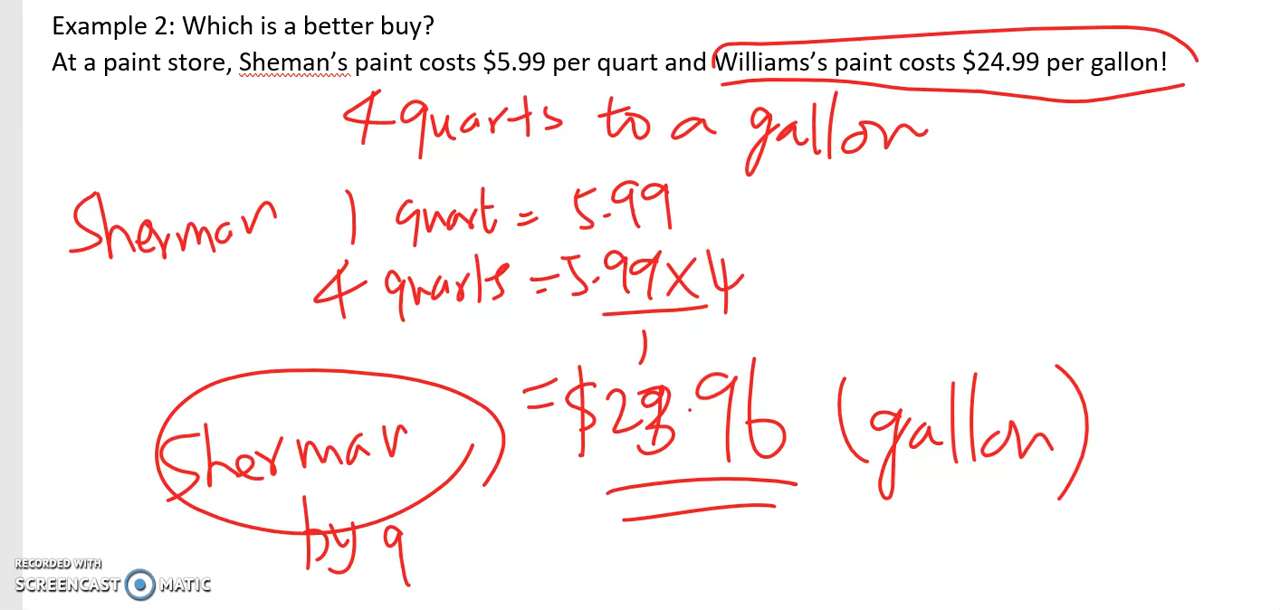 Example 2: Which is a better buy?
At a paint store, Sheman's paint costs $5.99 per quart and Williams's paint costs $24.99 per gallon!
4 quarts to a gallon
Sherman 1 quart = 5.99
4 quarts = 5.99 x 4
= $23.96 (gallon)
Sherman
by 9
RECORDED WITH
SCREENCAST MATIC